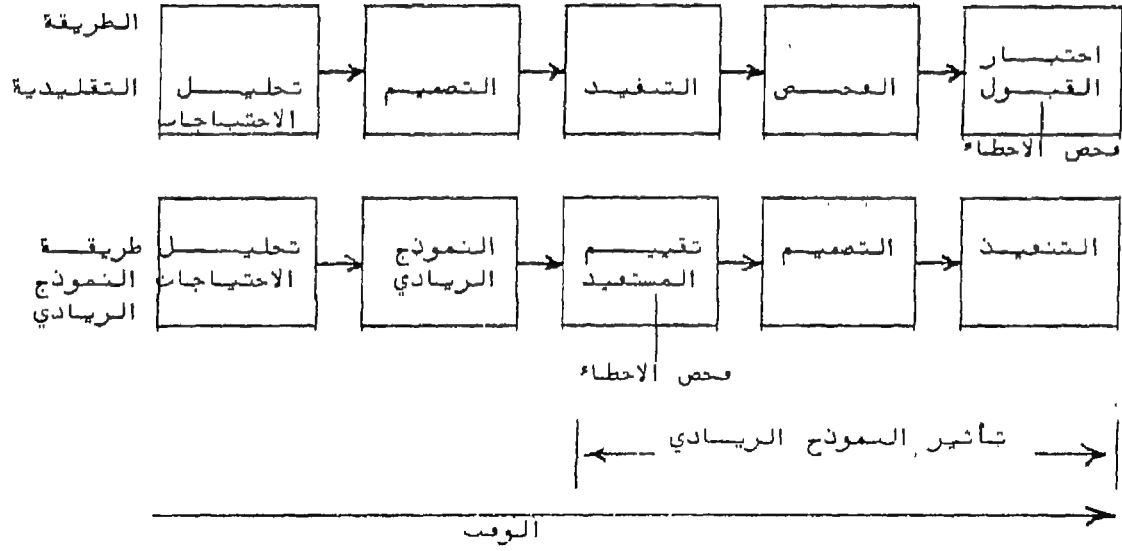 الطريقة
التقليدية
تحليل
الاحتياجات
التصميم
التنفيذ
الفحص
اختبار
القبول
فحص الاخطاء
طريقة
النموذج
الريادي
تحليل
الاحتياجات
النموذج
الريادي
تقييم
المستفيد
التصميم
التنفيذ
فحص الاخطاء
تأثير النموذج الريادي
الوقت